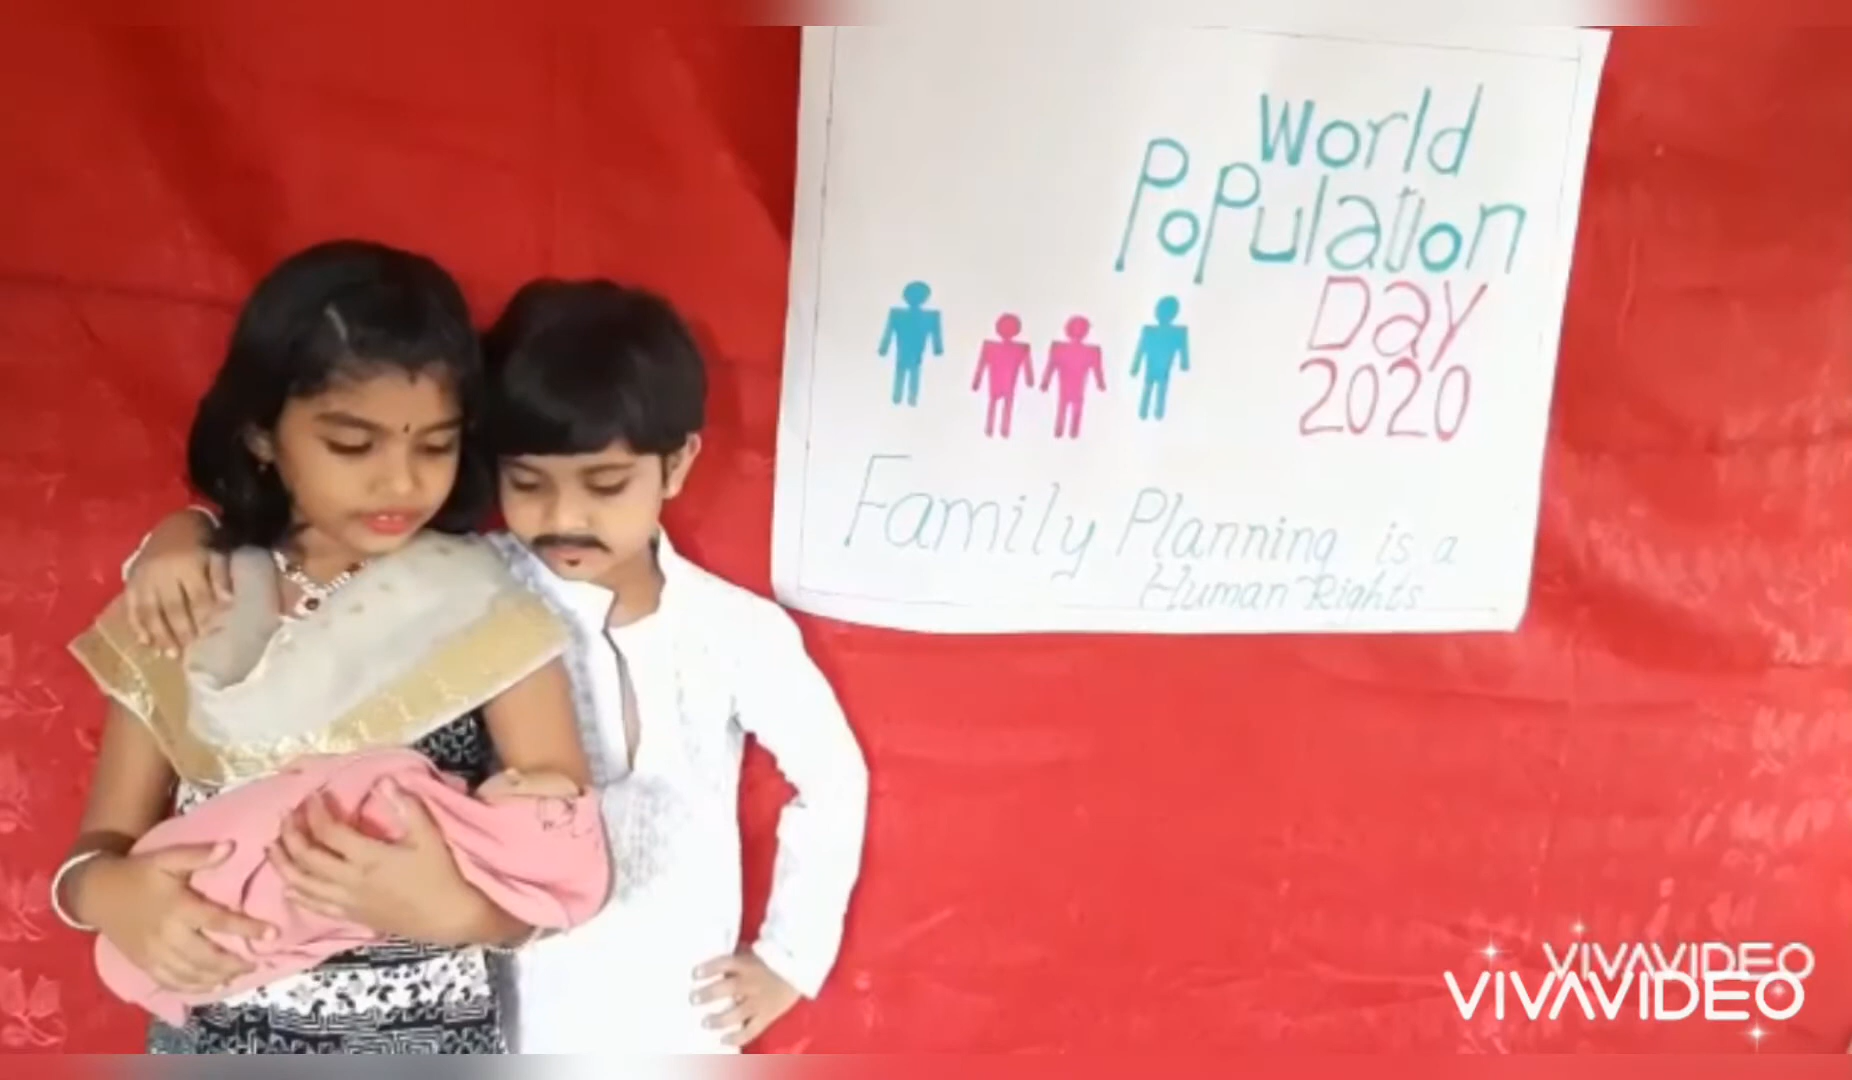 World
Population
Day
2020
Family Planning is a
Human Rights
VIVAVIDEO
VIVAVIDEO